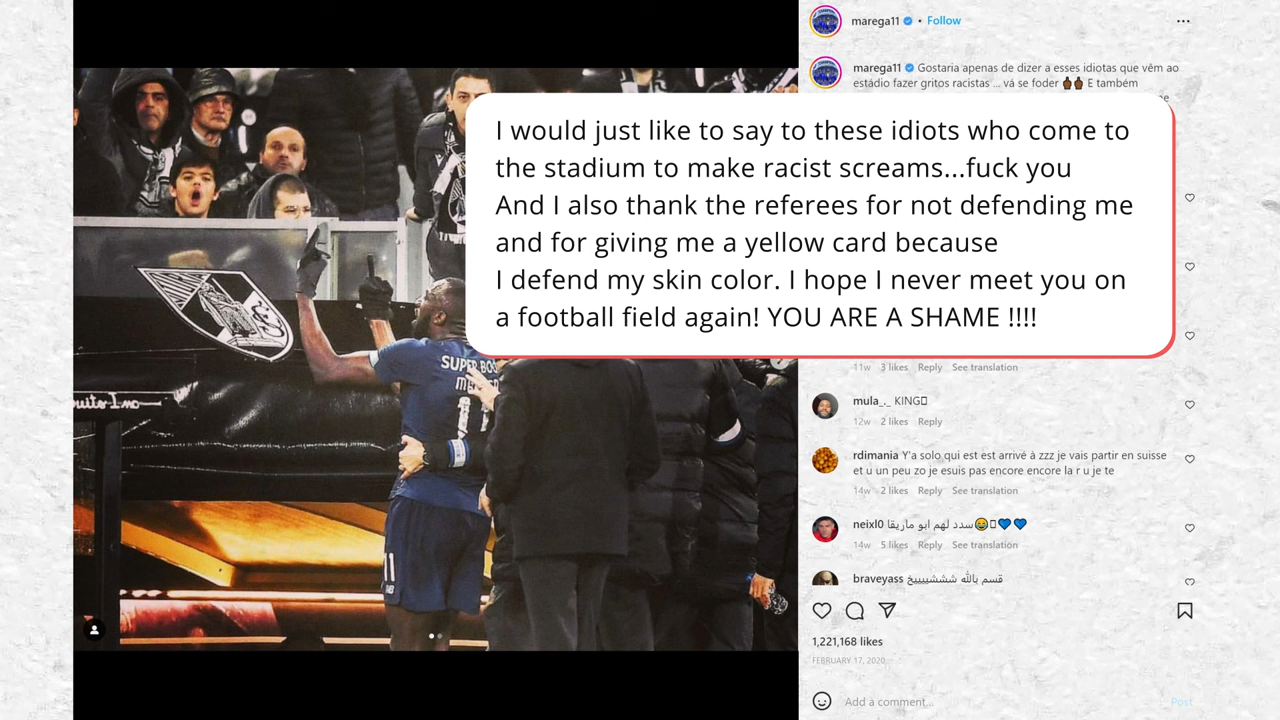 marega11 • Follow
marega11 Gostaria apenas de dizer a esses idiotas que vêm ao
estádio fazer gritos racistas ... vá se foder 🖕🏿🖕🏿 E também
I would just like to say to these idiots who come to
the stadium to make racist screams...fuck you
And I also thank the referees for not defending me
and for giving me a yellow card because
I defend my skin color. I hope I never meet you on
a football field again! YOU ARE A SHAME !!!!
SUPER BO
11
11
11w 3 likes Reply See translation
mula_._ KING
12w 2 likes Reply
rdimania Y'a solo qui est est arrivé à zzz je vais partir en suisse
et u un peu zo je esuis pas encore encore la r u je te
14w 2 likes Reply See translation
neixl0 سدد لهم ابو ماريقا😂💙💙
14w 5 likes Reply See translation
braveyass قسم بالله شششيييييخ
1,221,168 likes
FEBRUARY 17, 2020
Add a comment...
Post